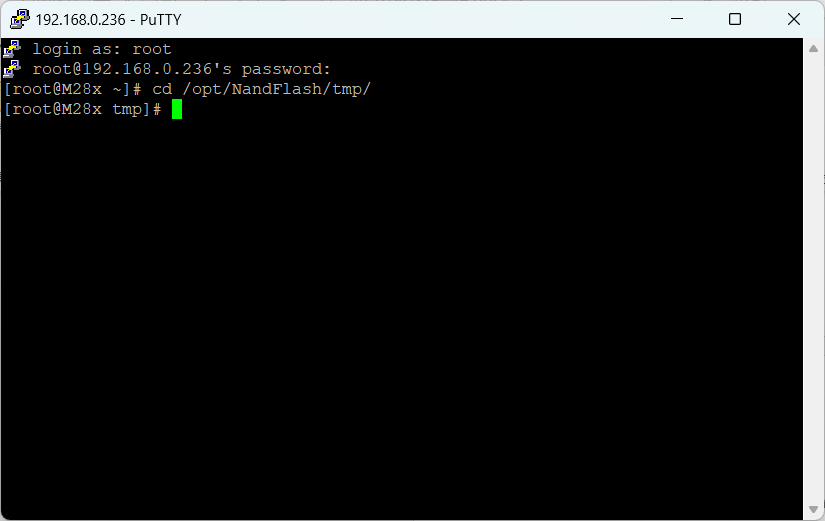 192.168.0.236 - PuTTY
login as: root
root@192.168.0.236's password:
[root@M28x ~]# cd /opt/NandFlash/tmp/
[root@M28x tmp]#